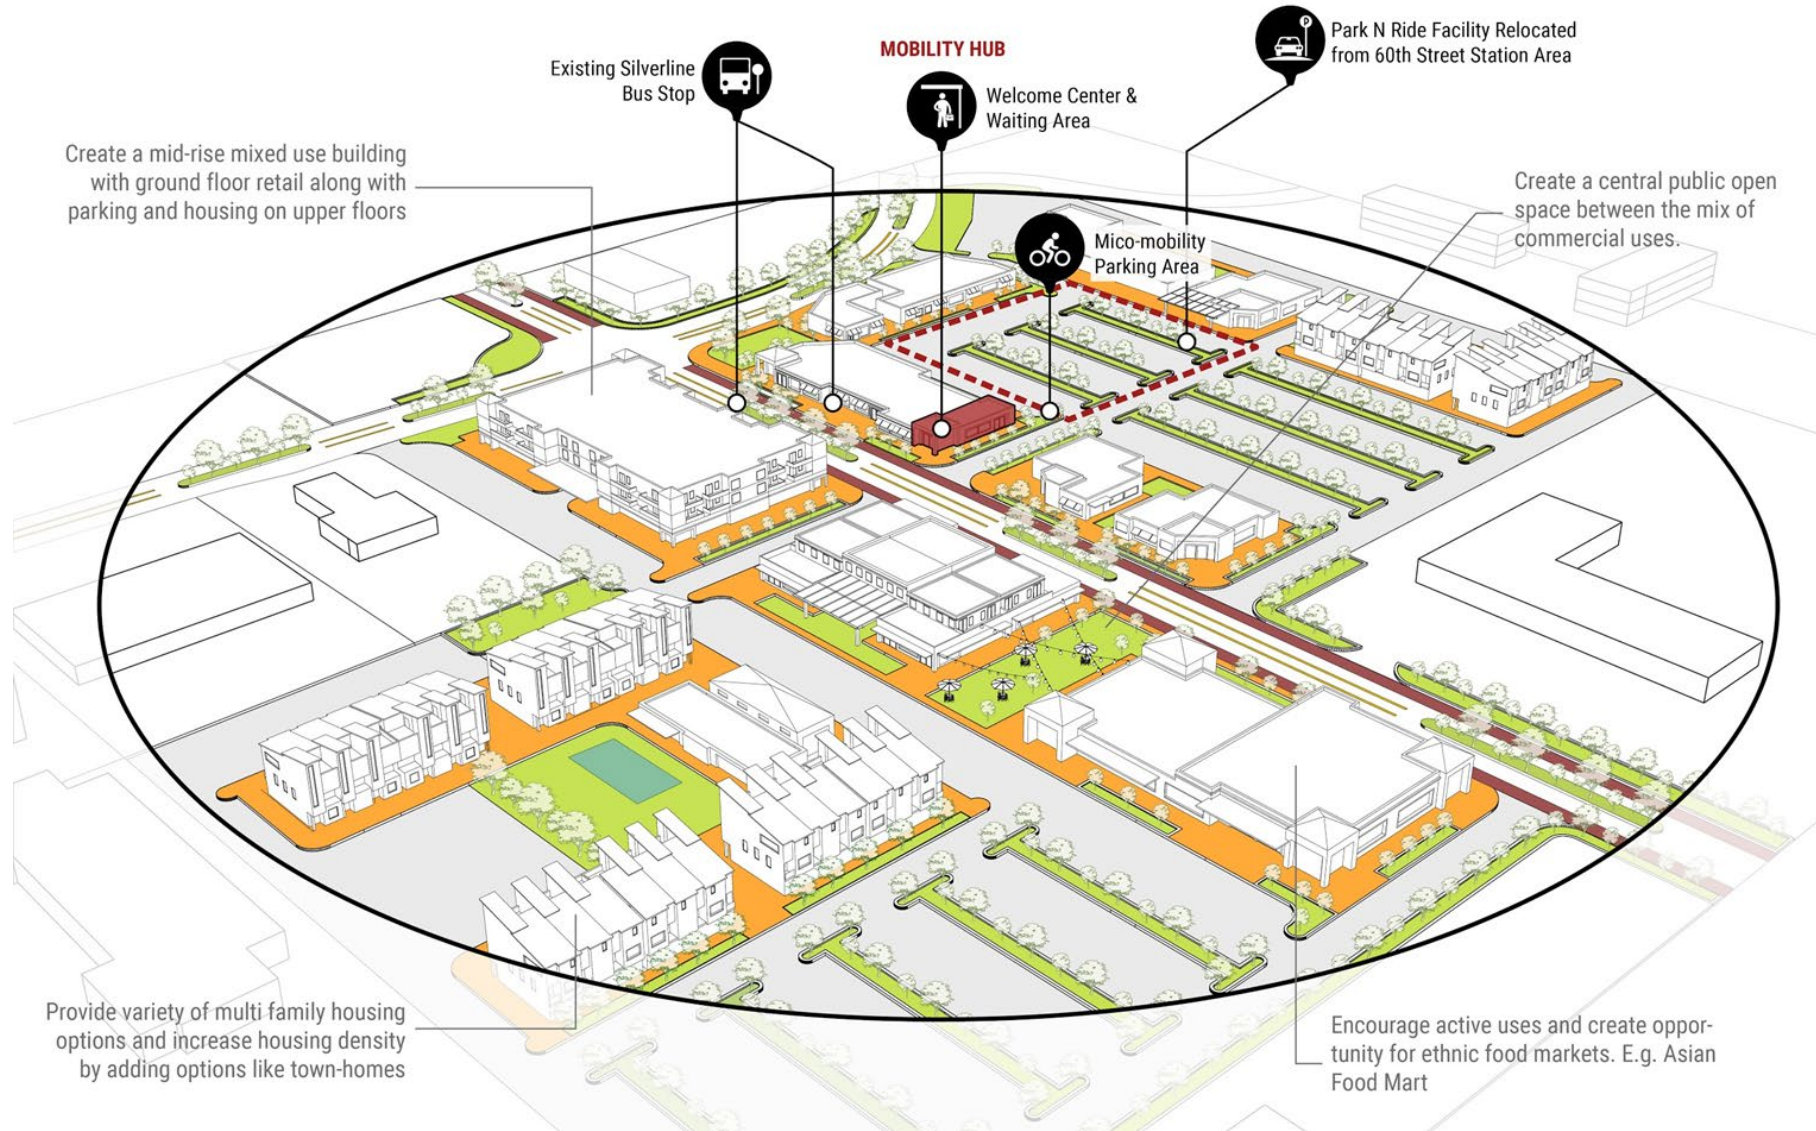 MOBILITY HUB
Existing Silverline
Bus Stop
Welcome Center &
Waiting Area
P
Park N Ride Facility Relocated
from 60th Street Station Area
Create a mid-rise mixed use building
with ground floor retail along with
parking and housing on upper floors
Create a central public open
space between the mix of
commercial uses.
Mico-mobility
Parking Area
Provide variety of multi family housing
options and increase housing density
by adding options like town-homes
Encourage active uses and create oppor-
tunity for ethnic food markets. E.g. Asian
Food Mart